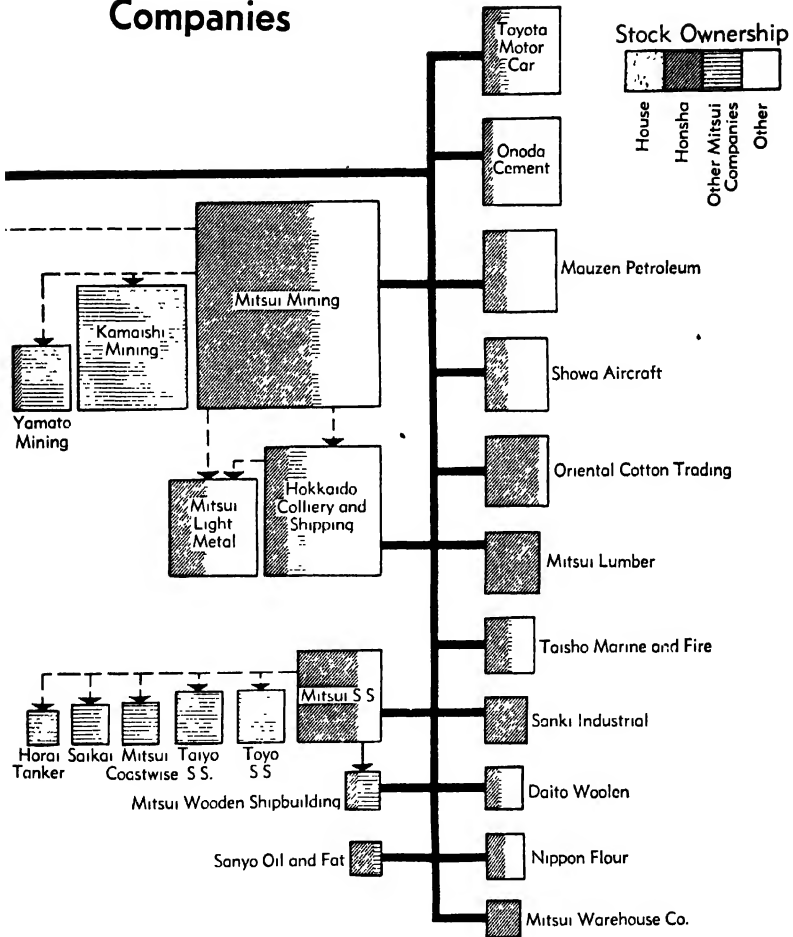 Companies
Stock Ownership
House
Honsha
Other Mitsui
Companies
Other
Toyota
Motor
Car
Onoda
Cement
Mauzen Petroleum
Mitsui Mining
Kamaishi
Mining
Yamato
Mining
Showa Aircraft
Oriental Cotton Trading
Mitsui
Light
Metal
Hokkaido
Colliery and
Shipping
Mitsui Lumber
Taisho Marine and Fire
Mitsui S S
Sanki Industrial
Horai
Tanker
Saikai
Mitsui
Coastwise
Taiyo
S S.
Toyo
S S
Mitsui Wooden Shipbuilding
Daito Woolen
Sanyo Oil and Fat
Nippon Flour
Mitsui Warehouse Co.